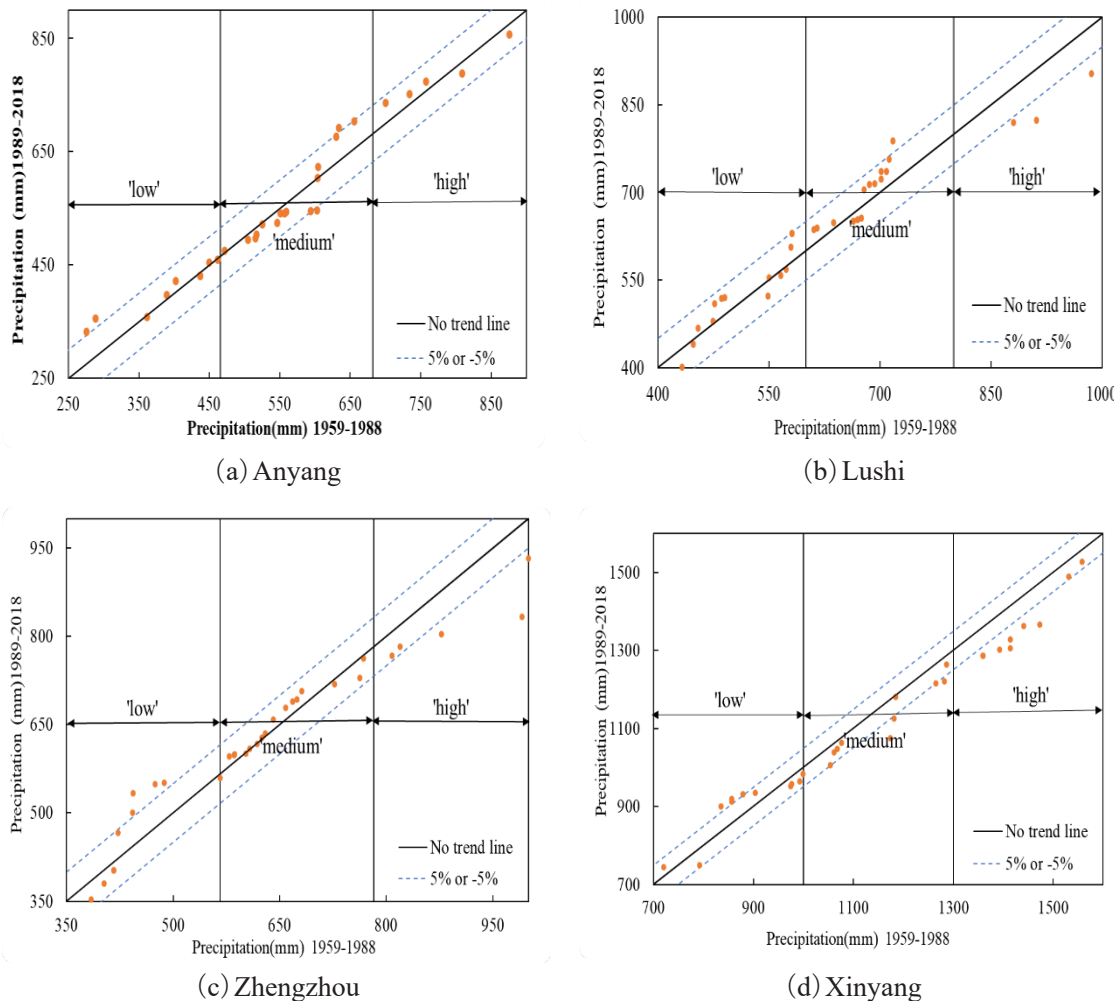 850
650
450
250
Precipitation (mm)1989-2018
'low'
'medium'
'high'
No trend line
5% or -5%
250 350 450 550 650 750 850
Precipitation(mm) 1959-1988
(a) Anyang
1000
850
700
550
400
Precipitation (mm)1989-2018
'low'
'medium'
'high'
No trend line
5% or -5%
400 550 700 850 1000
Precipitation(mm) 1959-1988
(b) Lushi
950
800
650
500
350
Precipitation (mm)1989-2018
'low'
'medium'
'high'
No trend line
5% or -5%
350 500 650 800 950
Precipitation(mm) 1959-1988
(c) Zhengzhou
1500
1300
1100
900
700
Precipitation (mm)1989-2018
'low'
'medium'
'high'
No trend line
5% or -5%
700 900 1100 1300 1500
Precipitation(mm) 1959-1988
(d) Xinyang